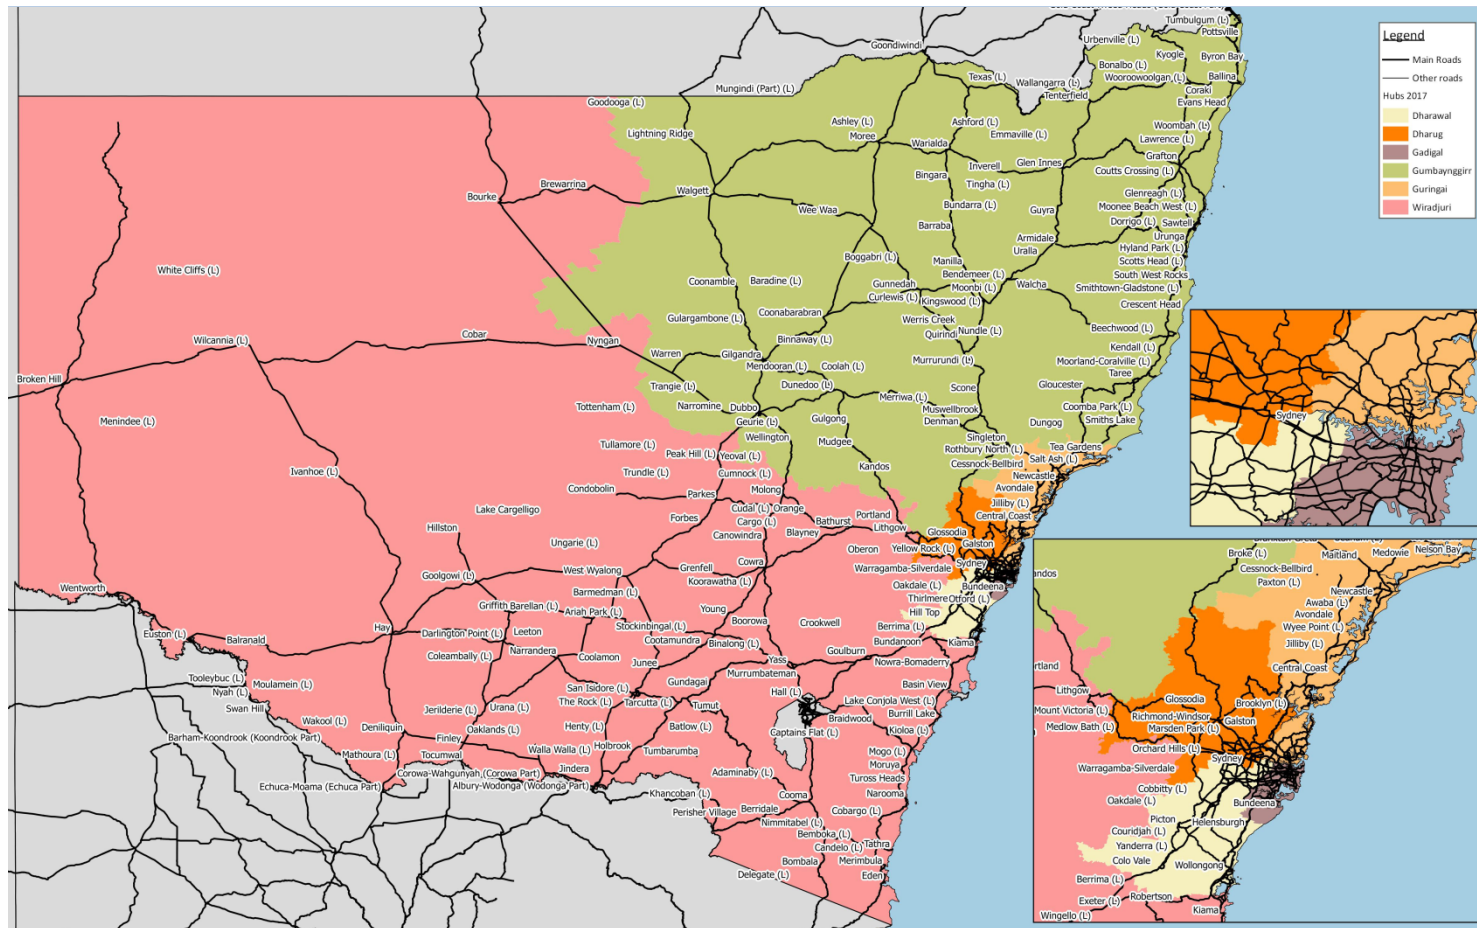 Tumbulgum (L)
Pottsville
Urbenville (L)
Goondiwindi
Kyogle
Byron Bay
Bonalbo (L)
Texas (L)
Wallangarra (L)
Wooroowoolgan (L)
Ballina
Mungindi (Part) (L)
Tenterfield
Coraki
Goodooga (L)
Evans Head
Ashley (L)
Ashford (L)
Woombah (L)
Lightning Ridge
Moree
Emmaville (L)
Warialda
Lawrence (L)
Grafton
Inverell
Glen Innes
Bingara
Coutts Crossing (L)
Brewarrina
Tingha (L)
Walgett
Bourke
Glenreagh (L)
Wee Waa
Bundarra (L)
Guyra
Moonee Beach West (L)
Barraba
Dorrigo (L)
Sawtell
Armidale
Urunga
Uralla
Hyland Park (L)
Boggabri (L)
Manilla
Scotts Head (L)
White Cliffs (L)
Bendemeer (L)
South West Rocks
Coonamble
Baradine (L)
Gunnedah
Moonbi (L)
Walcha
Smithtown-Gladstone (L)
Curlewis (L)
Kingswood (L)
Crescent Head
Gulargambone (L)
Coonabarabran
Werris Creek
Nundle (L)
Beechwood (L)
Wilcannia (L)
Cobar
Nyngan
Binnaway (L)
Quirindi
Kendall (L)
Warren
Gilgandra
Murrurundi (L)
Moorland-Coralville (L)
Mendooran (L)
Coolah (L)
Taree
Broken Hill
Trangie (L)
Dunedoo (L)
Scone
Gloucester
Merriwa (L)
Tottenham (L)
Narromine
Dubbo
Muswellbrook
Coomba Park (L)
Menindee (L)
Geurie (L)
Gulgong
Denman
Dungog
Smiths Lake
Wellington
Mudgee
Singleton
Tullamore (L)
Peak Hill (L)
Yeoval (L)
Rothbury North (L)
Tea Gardens
Salt Ash (L)
Ivanhoe (L)
Trundle (L)
Cumnock (L)
Kandos
Cessnock-Bellbird
Newcastle
Condobolin
Parkes
Molong
Avondale
Jilliby (L)
Lake Cargelligo
Cudal (L)
Orange
Portland
Central Coast
Forbes
Cargo (L)
Bathurst
Lithgow
Hillston
Canowindra
Blayney
Glossodia
Galston
Ungarie (L)
Oberon
Yellow Rock (L)
Cowra
Sydney
Goolgowi (L)
West Wyalong
Grenfell
Warragamba-Silverdale
Koorawatha (L)
Oakdale (L)
Bundeena
Wentworth
Barmedman (L)
Thirlmere
Otford (L)
Griffith
Barellan (L)
Ariah Park (L)
Young
Hill Top
Hay
Stockinbingal (L)
Boorowa
Crookwell
Berrima (L)
Euston (L)
Balranald
Darlington Point (L)
Leeton
Cootamundra
Binalong (L)
Bundanoon
Kiama
Coleambally (L)
Narrandera
Coolamon
Junee
Yass
Goulburn
Nowra-Bomaderry
Tooleybuc (L)
Murrumbateman
Nyah (L)
Moulamein (L)
San Isidore (L)
Gundagai
Hall (L)
Basin View
Swan Hill
The Rock (L)
Tarcutta (L)
Tumut
Lake Conjola West (L)
Jerilderie (L)
Urana (L)
Braidwood
Burrill Lake
Wakool (L)
Deniliquin
Oaklands (L)
Henty (L)
Batlow (L)
Captains Flat (L)
Kioloa (L)
Barham-Koondrook (Koondrook Part)
Finley
Holbrook
Mathoura (L)
Tocumwal
Walla Walla (L)
Tumbarumba
Mogo (L)
Jindera
Moruya
Corowa-Wahgunyah (Corowa Part)
Adaminaby (L)
Tuross Heads
Echuca-Moama (Echuca Part)
Albury-Wodonga (Wodonga Part)
Khancoban (L)
Cooma
Narooma
Perisher Village
Berridale
Cobargo (L)
Nimmitabel (L)
Bemboka (L)
Tathra
Candelo (L)
Bombala
Merimbula
Delegate (L)
Eden
Legend
Main Roads
Other roads
Hubs 2017
Dharawal
Dharug
Gadigal
Gumbaynggirr
Guringai
Wiradjuri
Sydney
Nelson Bay
Broke (L)
Maitland
Medowie
Cessnock-Bellbird
Paxton (L)
Newcastle
Awaba (L)
Avondale
Wyee Point (L)
Jilliby (L)
Central Coast
Lithgow
Glossodia
Brooklyn (L)
Mount Victoria (L)
Richmond-Windsor
Galston
Medlow Bath (L)
Marsden Park (L)
Orchard Hills (L)
Sydney
Warragamba-Silverdale
Cobbitty (L)
Oakdale (L)
Bundeena
Picton
Helensburgh
Couridjah (L)
Yanderra (L)
Colo Vale
Wollongong
Berrima (L)
Exeter (L)
Robertson
Wingello (L)
Kiama